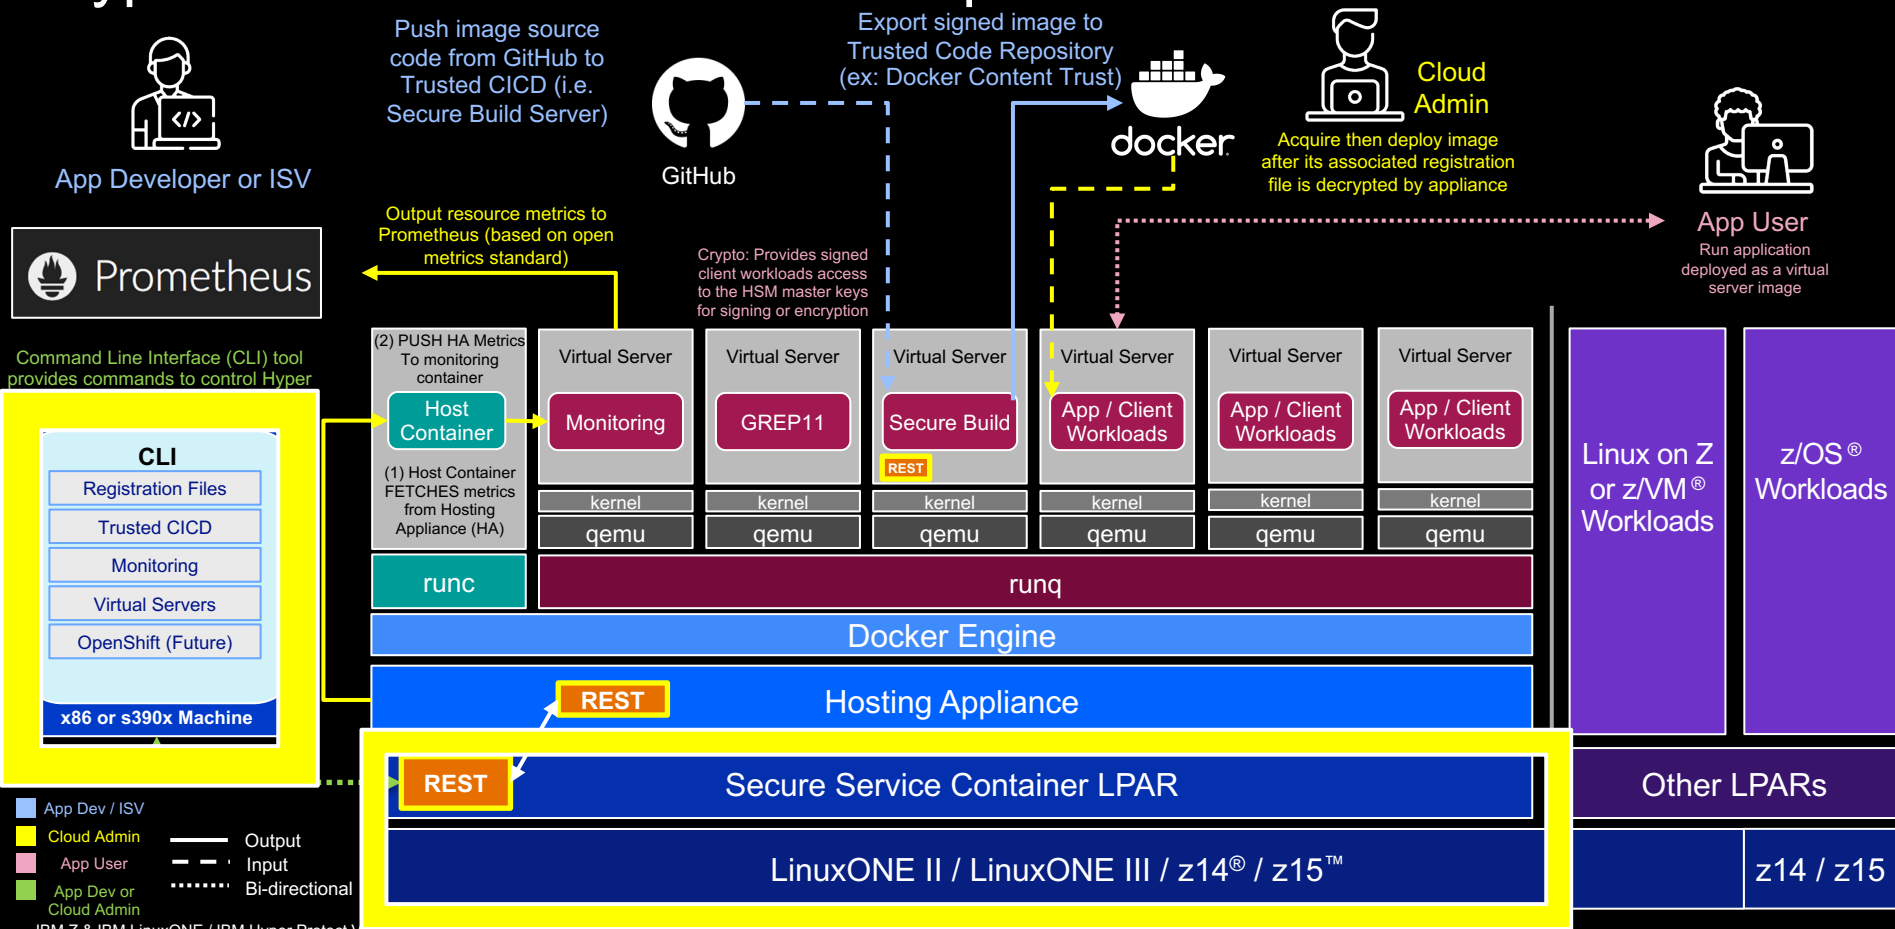 Push image source
code from GitHub to
Trusted CICD (i.e.
Secure Build Server)
Export signed image to
Trusted Code Repository
(ex: Docker Content Trust)
Cloud
Admin
Acquire then deploy image
after its associated registration
file is decrypted by appliance
docker
GitHub
App Developer or ISV
App User
Run application
deployed as a virtual
server image
Prometheus
Output resource metrics to
Prometheus (based on open
metrics standard)
Crypto: Provides signed
client workloads access
to the HSM master keys
for signing or encryption
Command Line Interface (CLI) tool
provides commands to control Hyper
CLI
Registration Files
Trusted CICD
Monitoring
Virtual Servers
OpenShift (Future)
x86 or s390x Machine
(2) PUSH HA Metrics
To monitoring
container
Host
Container
(1) Host Container
FETCHES metrics
from Hosting
Appliance (HA)
Virtual Server
Monitoring
kernel
qemu
Virtual Server
GREP11
kernel
qemu
Virtual Server
Secure Build
REST
kernel
qemu
Virtual Server
App / Client
Workloads
kernel
qemu
Virtual Server
App / Client
Workloads
kernel
qemu
Virtual Server
App / Client
Workloads
kernel
qemu
runc
runq
Docker Engine
REST
Hosting Appliance
REST
Secure Service Container LPAR
LinuxONE II / LinuxONE III / z14® / z15™
Linux on Z
or z/VM®
Workloads
z/OS®
Workloads
Other LPARs
z14 / z15
App Dev / ISV
Cloud Admin
App User
App Dev or
Cloud Admin
Output
Input
Bi-directional
IBM Z & IBM LinuxONE / IBM Hyper Protect